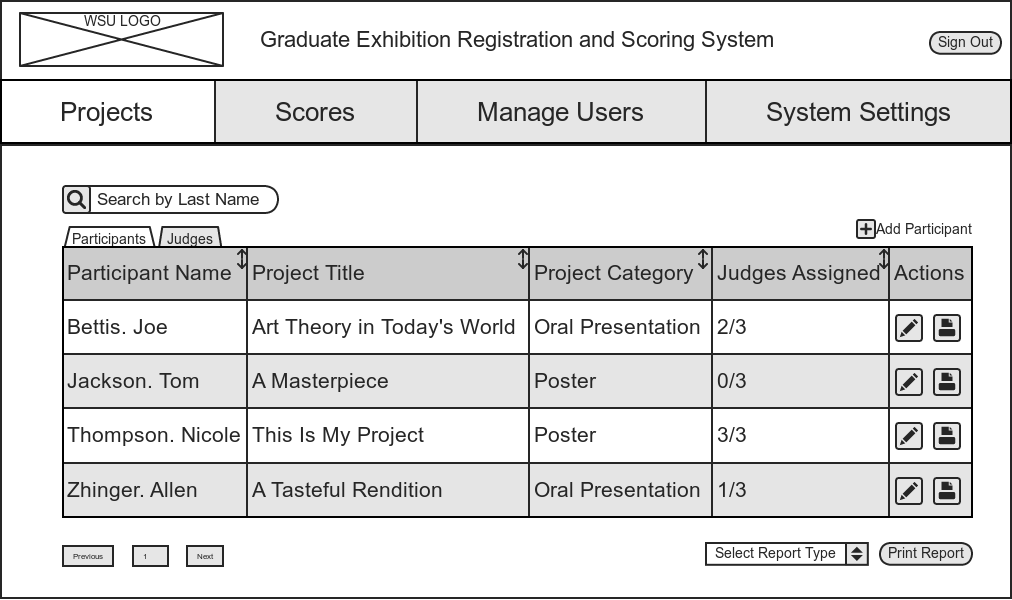 WSU LOGO
Graduate Exhibition Registration and Scoring System
Sign Out
Projects
Scores
Manage Users
System Settings
Search by Last Name
Participants
Judges
Add Participant
Participant Name
Project Title
Project Category
Judges Assigned
Actions
Bettis. Joe
Art Theory in Today's World
Oral Presentation
2/3
Jackson. Tom
A Masterpiece
Poster
0/3
Thompson. Nicole
This Is My Project
Poster
3/3
Zhinger. Allen
A Tasteful Rendition
Oral Presentation
1/3
Previous
1
Next
Select Report Type
Print Report